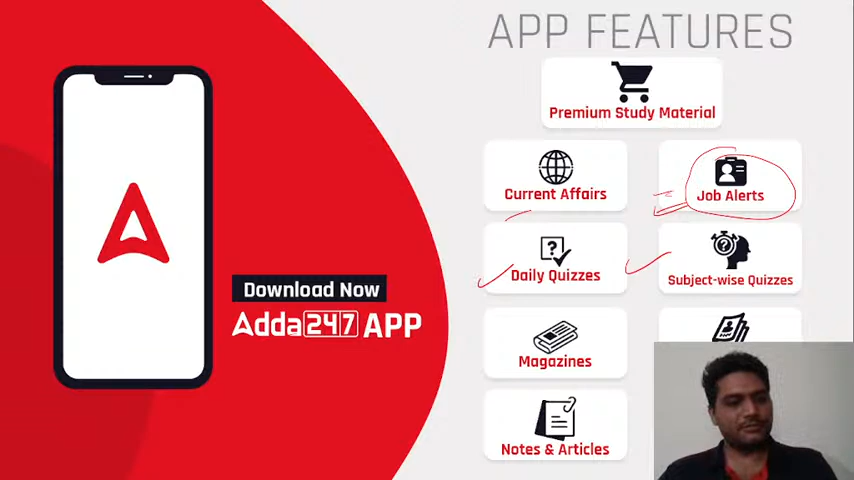 APP FEATURES
Premium Study Material
Current Affairs
Job Alerts
Daily Quizzes
Subject-wise Quizzes
Magazines
Notes & Articles
Download Now
Adda247 APP